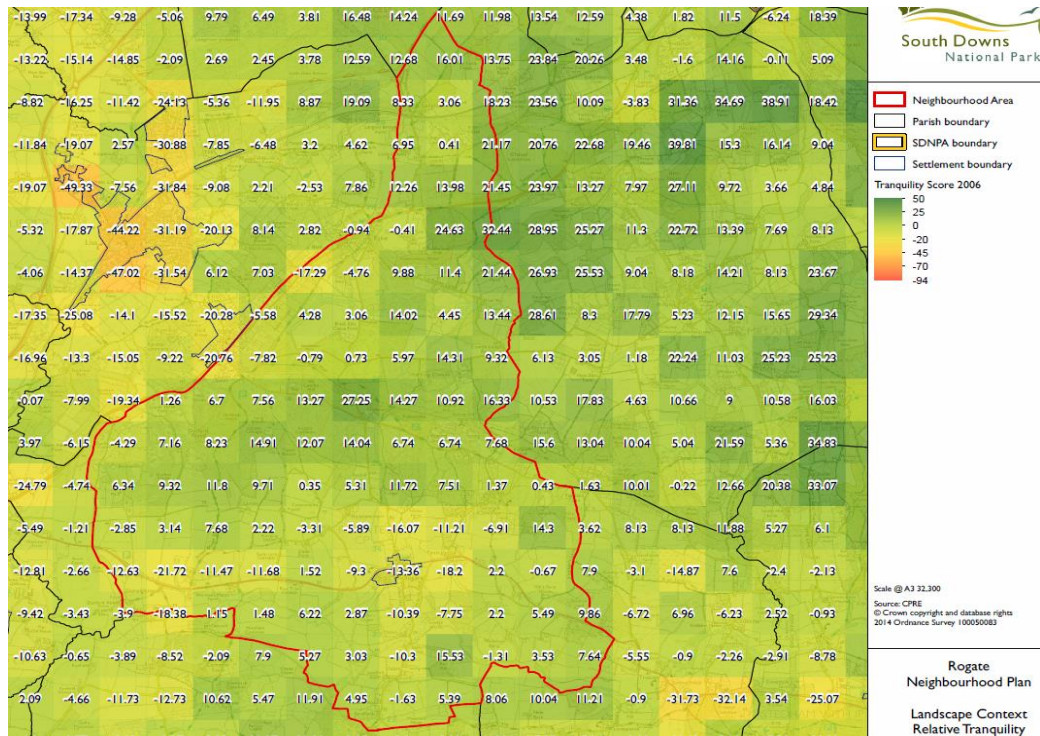 -13.99 -17.34 -9.28 -5.06 9.79 6.49 3.81 16.48 14.24 11.69 11.98 13.54 12.59 4.38 1.82 11.5 -6.24 18.39
-13.22 -15.14 -14.85 -2.09 2.69 2.45 3.78 12.59 12.68 16.01 13.75 23.84 20.26 3.48 -1.6 14.16 -0.11 5.09
-8.82 -16.25 -11.42 -24.13 -5.36 -11.95 8.87 19.09 8.33 3.06 18.23 23.56 10.09 -3.83 31.36 34.69 38.91 18.42
-11.84 -19.07 2.57 -30.88 -7.85 -6.48 3.2 4.62 6.95 0.41 21.17 20.76 22.68 19.46 39.81 15.3 16.14 9.04
-19.07 -49.33 -7.56 -31.84 -9.08 2.21 -2.53 7.86 12.26 13.98 21.45 23.97 13.27 7.97 27.11 9.72 3.66 4.84
-5.32 -17.87 -44.22 -31.19 -20.13 8.14 2.82 -0.94 -0.41 24.63 32.44 28.95 25.27 11.3 22.72 13.39 7.69 8.13
-4.06 -14.37 -47.02 -31.54 6.12 7.03 -17.29 -4.76 9.88 11.4 21.44 26.93 25.53 9.04 8.18 14.21 8.13 23.67
-17.35 -25.08 -14.1 -15.52 -20.28 -5.58 4.28 3.06 14.02 4.45 13.44 28.61 8.3 17.79 5.23 12.15 15.65 29.34
-16.96 -13.3 -15.05 -9.22 -20.76 -7.82 -0.79 0.73 5.97 14.31 9.32 6.13 3.05 1.18 22.24 11.03 25.23 25.23
-0.07 -7.99 -19.34 1.26 6.7 7.56 13.27 27.25 14.27 10.92 16.33 10.53 17.83 4.63 10.66 9 10.58 16.03
3.97 -6.15 -4.29 7.16 8.23 14.91 12.07 14.04 6.74 6.74 7.68 15.6 13.04 10.04 5.04 21.59 5.36 34.83
-24.79 -4.74 6.34 9.32 11.8 9.71 0.35 5.31 11.72 7.51 1.37 0.43 1.63 10.01 -0.22 12.66 20.38 33.07
-5.49 -1.21 -2.85 3.14 7.68 2.22 -3.31 -5.89 -16.07 -11.21 -6.91 14.3 3.62 8.13 8.13 11.88 5.27 6.1
-12.81 -2.66 -12.63 -21.72 -11.47 -11.68 1.52 -9.3 -13.36 -18.2 2.2 -0.67 7.9 -3.1 -14.87 7.6 -2.4 -2.13
-9.42 -3.43 -3.9 -18.38 -1.15 1.48 6.22 2.87 -10.39 -7.75 2.2 5.49 9.86 -6.72 6.96 -6.23 2.52 -0.93
-10.63 -0.65 -3.89 -8.52 -2.09 7.9 5.27 3.03 -10.3 15.53 -1.31 3.53 7.64 -5.55 -0.9 -2.26 -2.91 -8.78
2.09 -4.66 -11.73 -12.73 10.62 5.47 11.91 4.95 -1.63 5.39 8.06 10.04 11.21 -0.9 -31.73 -32.14 3.54 -25.07
South Downs
National Park
Neighbourhood Area
Parish boundary
SDNPA boundary
Settlement boundary
Tranquility Score 2006
50
25
0
-20
-45
-70
-94
Scale @ A3 32,300
Source: CPRE
© Crown copyright and database rights
2014 Ordnance Survey 100050083
Rogate
Neighbourhood Plan
Landscape Context
Relative Tranquility